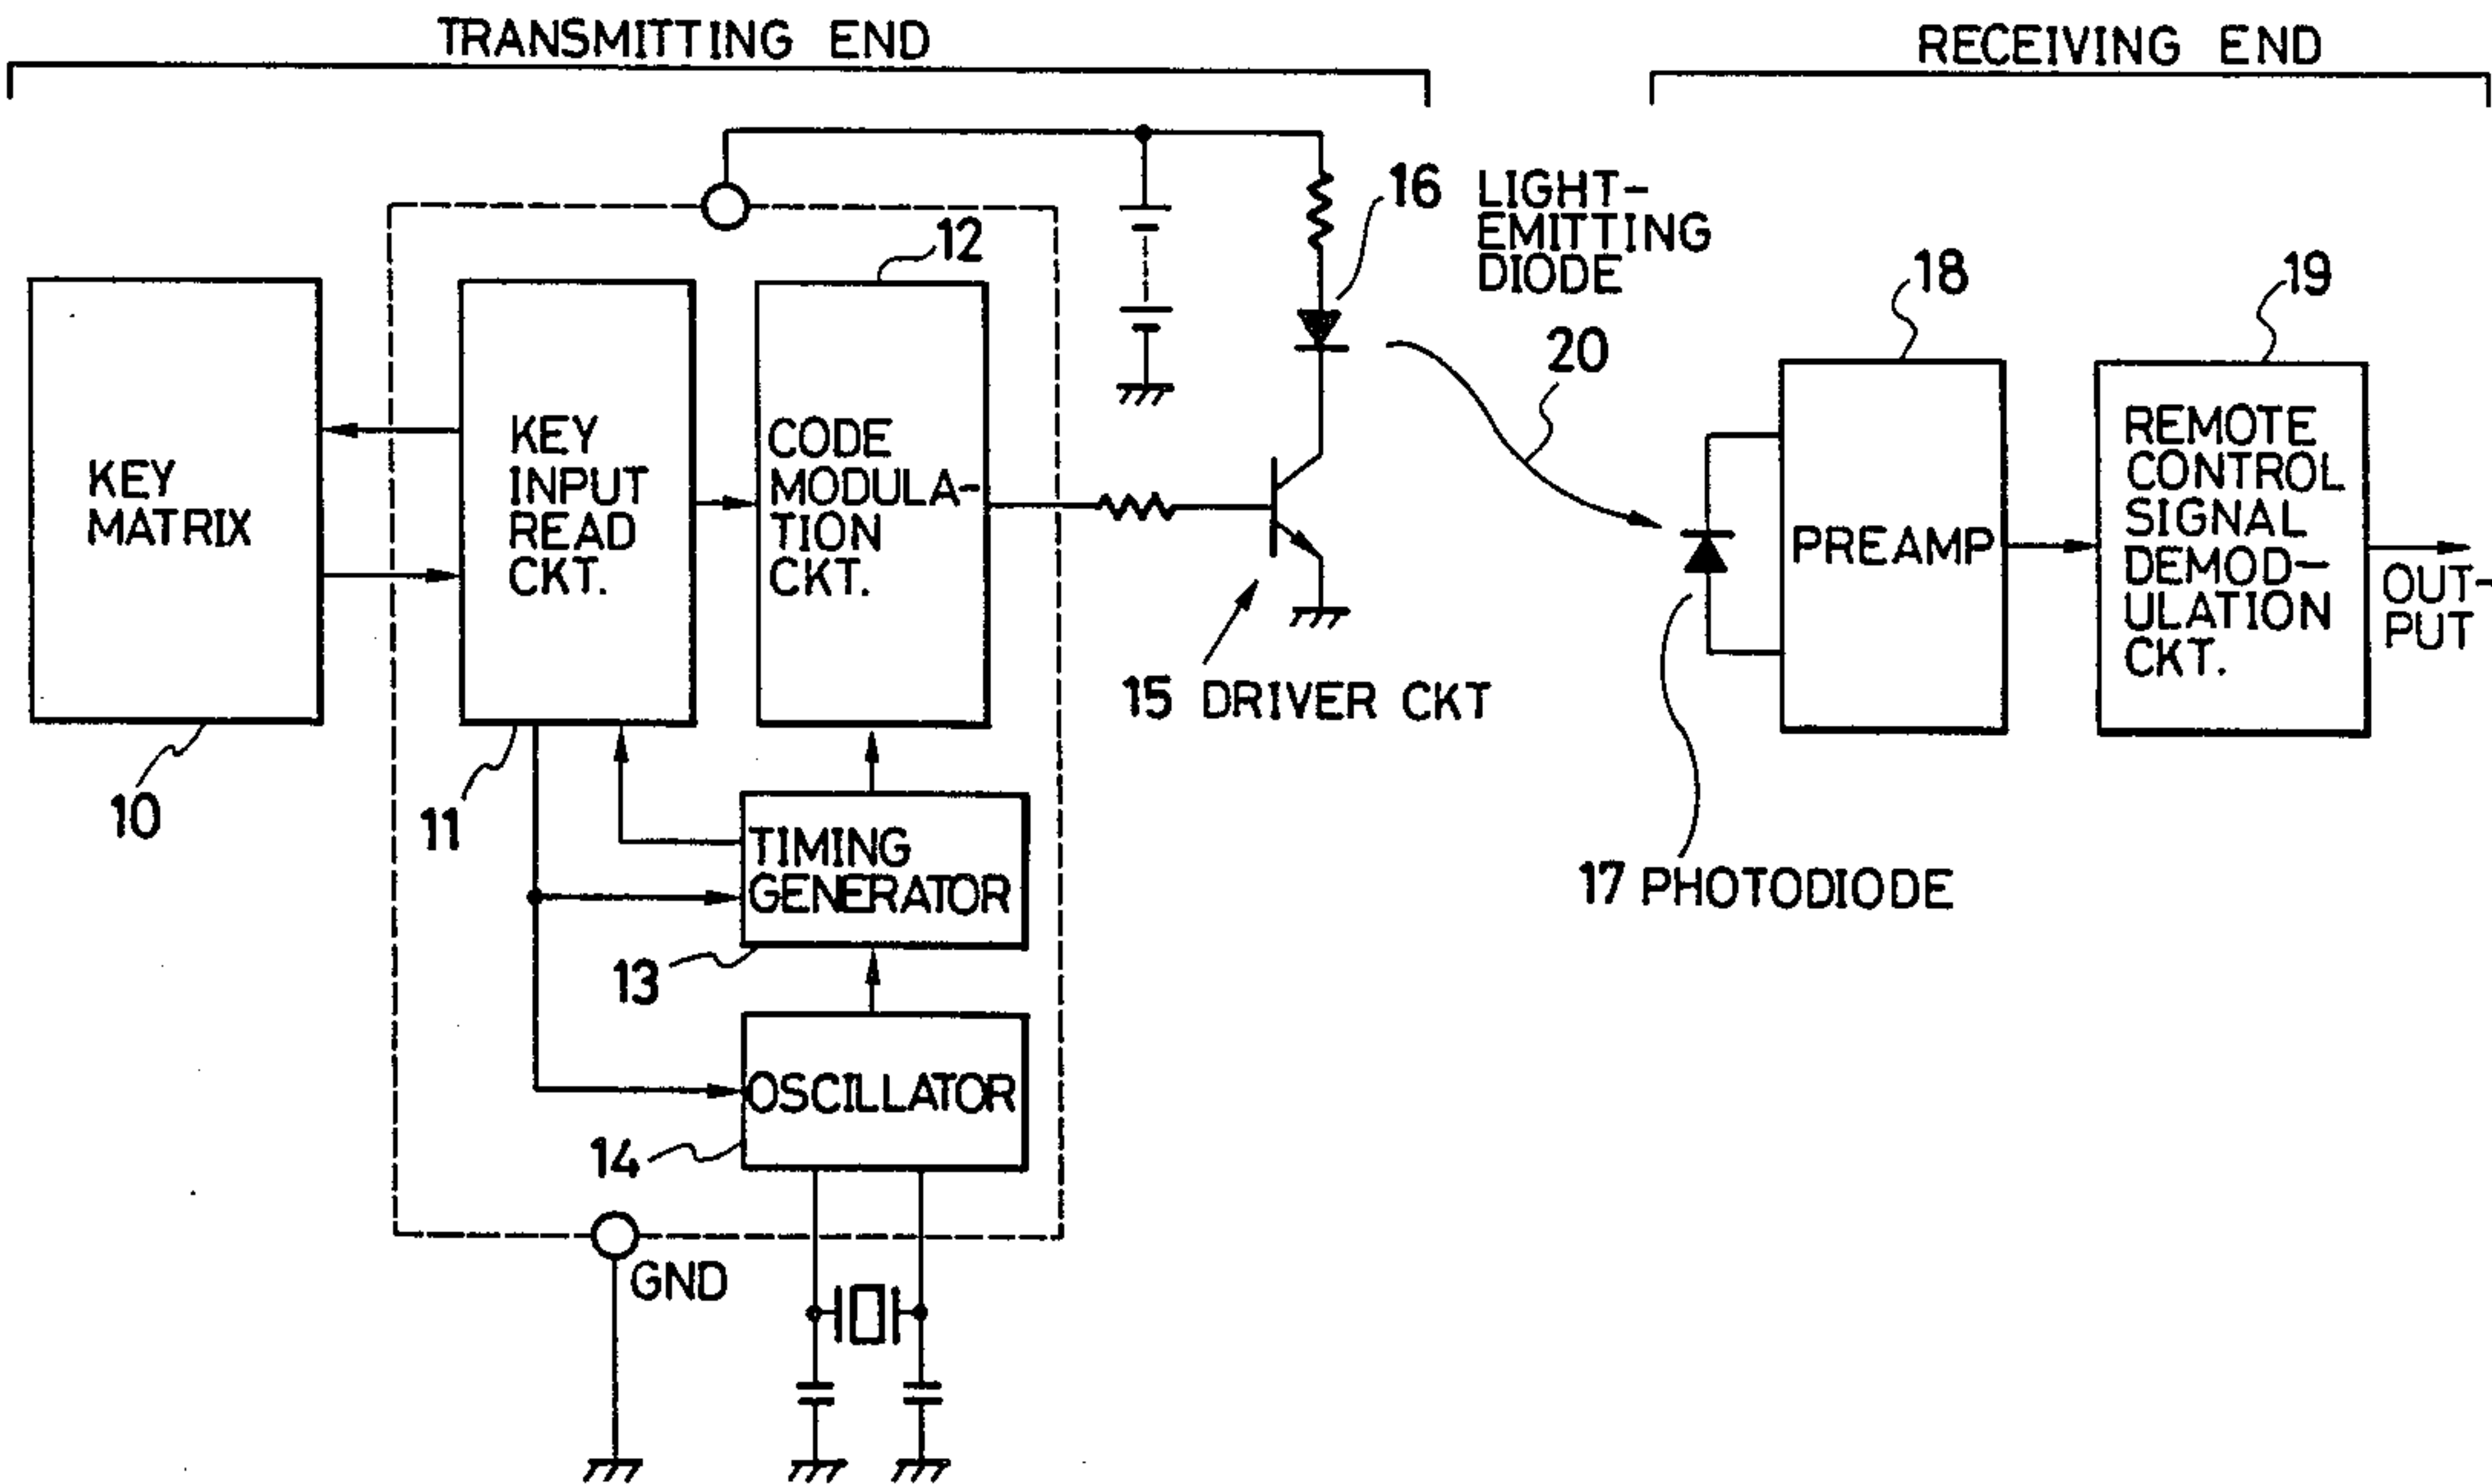 TRANSMITTING END
RECEIVING END
16
LIGHT-
EMITTING
DIODE
12
18
19
20
KEY
MATRIX
KEY
INPUT
READ
CKT.
CODE
MODULA-
TION
CKT.
PREAMP
REMOTE
CONTROL
SIGNAL
DEMOD-
ULATION
CKT.
OUT-
PUT
15 DRIVER CKT
10
11
TIMING
GENERATOR
17 PHOTODIODE
13
OSCILLATOR
14
GND